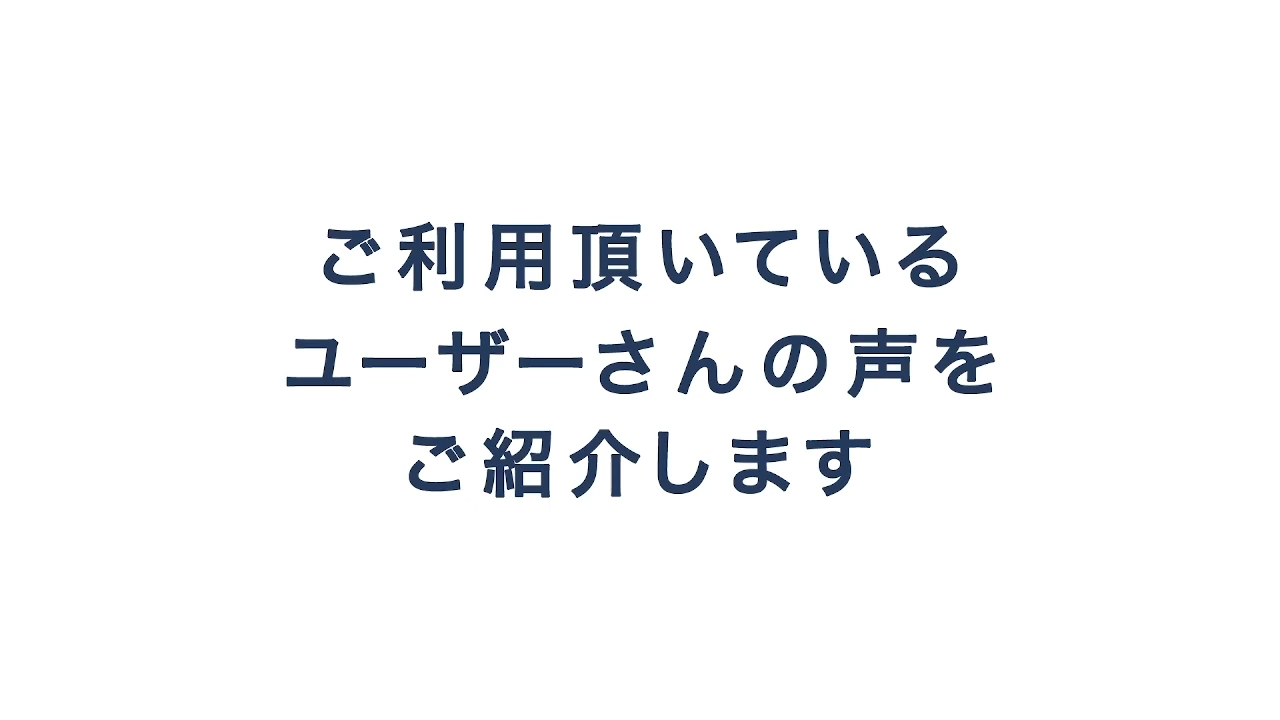 ご利用頂いている
ユーザーさんの声を
ご紹介します